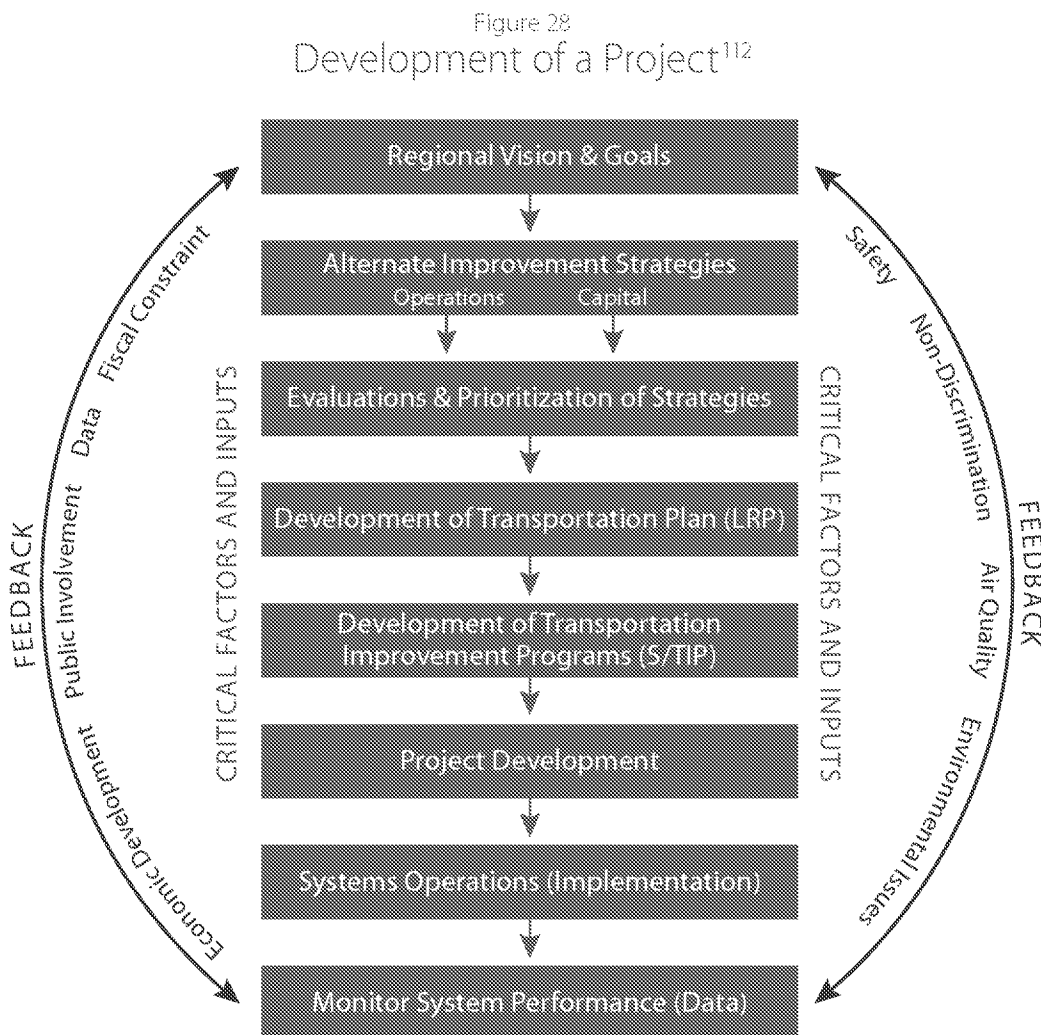 Figure 28
Development of a Project¹¹²
Regional Vision & Goals
Alternate Improvement Strategies
Operations Capital
Evaluations & Prioritization of Strategies
Development of Transportation Plan (LRP)
Development of Transportation
Improvement Programs (S/TIP)
Project Development
Systems Operations (Implementation)
Monitor System Performance (Data)
FEEDBACK
Economic Development Public Involvement Data Fiscal Constraint
CRITICAL FACTORS AND INPUTS
CRITICAL FACTORS AND INPUTS
Safety Non-Discrimination Air Quality Environmental Issues
FEEDBACK